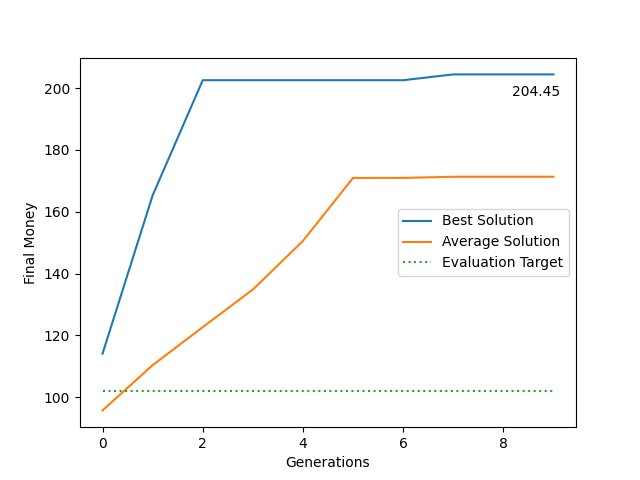 200
180
160
140
120
100
Final Money
204.45
Best Solution
Average Solution
Evaluation Target
0 2 4 6 8
Generations